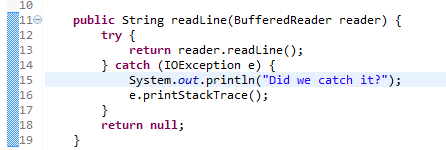 10
11 public String readLine(BufferedReader reader) {
12 try {
13 return reader.readLine();
14 } catch (IOException e) {
15 System.out.println("Did we catch it?");
16 e.printStackTrace();
17 }
18 return null;
19 }